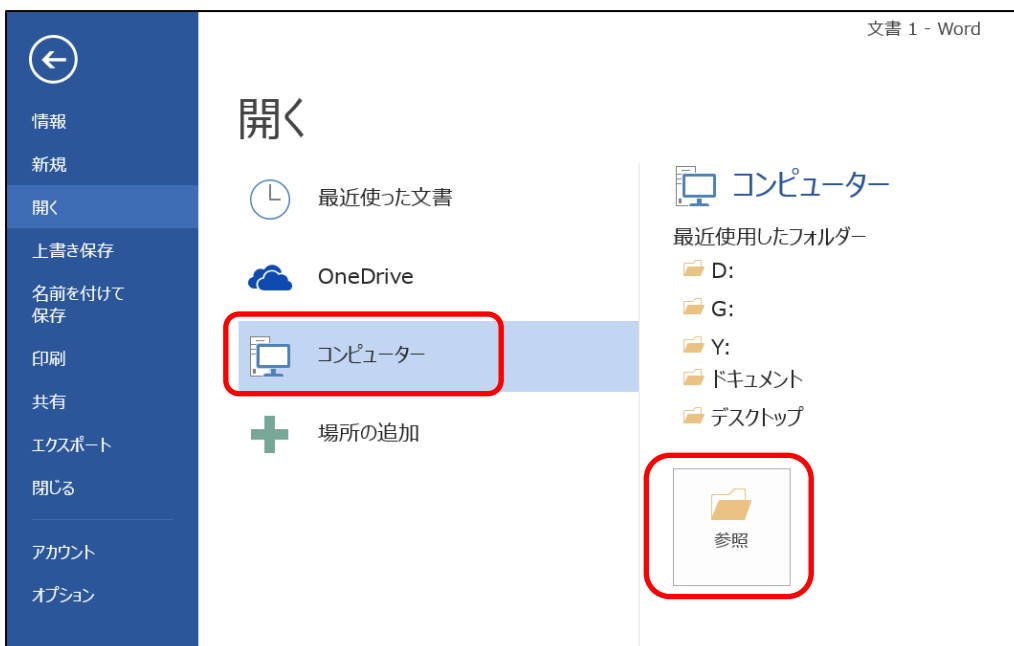 文書 1 - Word
情報
新規
開く
上書き保存
名前を付けて
保存
印刷
共有
エクスポート
閉じる
アカウント
オプション
開く
最近使った文書
OneDrive
コンピューター
場所の追加
コンピューター
最近使用したフォルダー
D:
G:
Y:
ドキュメント
デスクトップ
参照